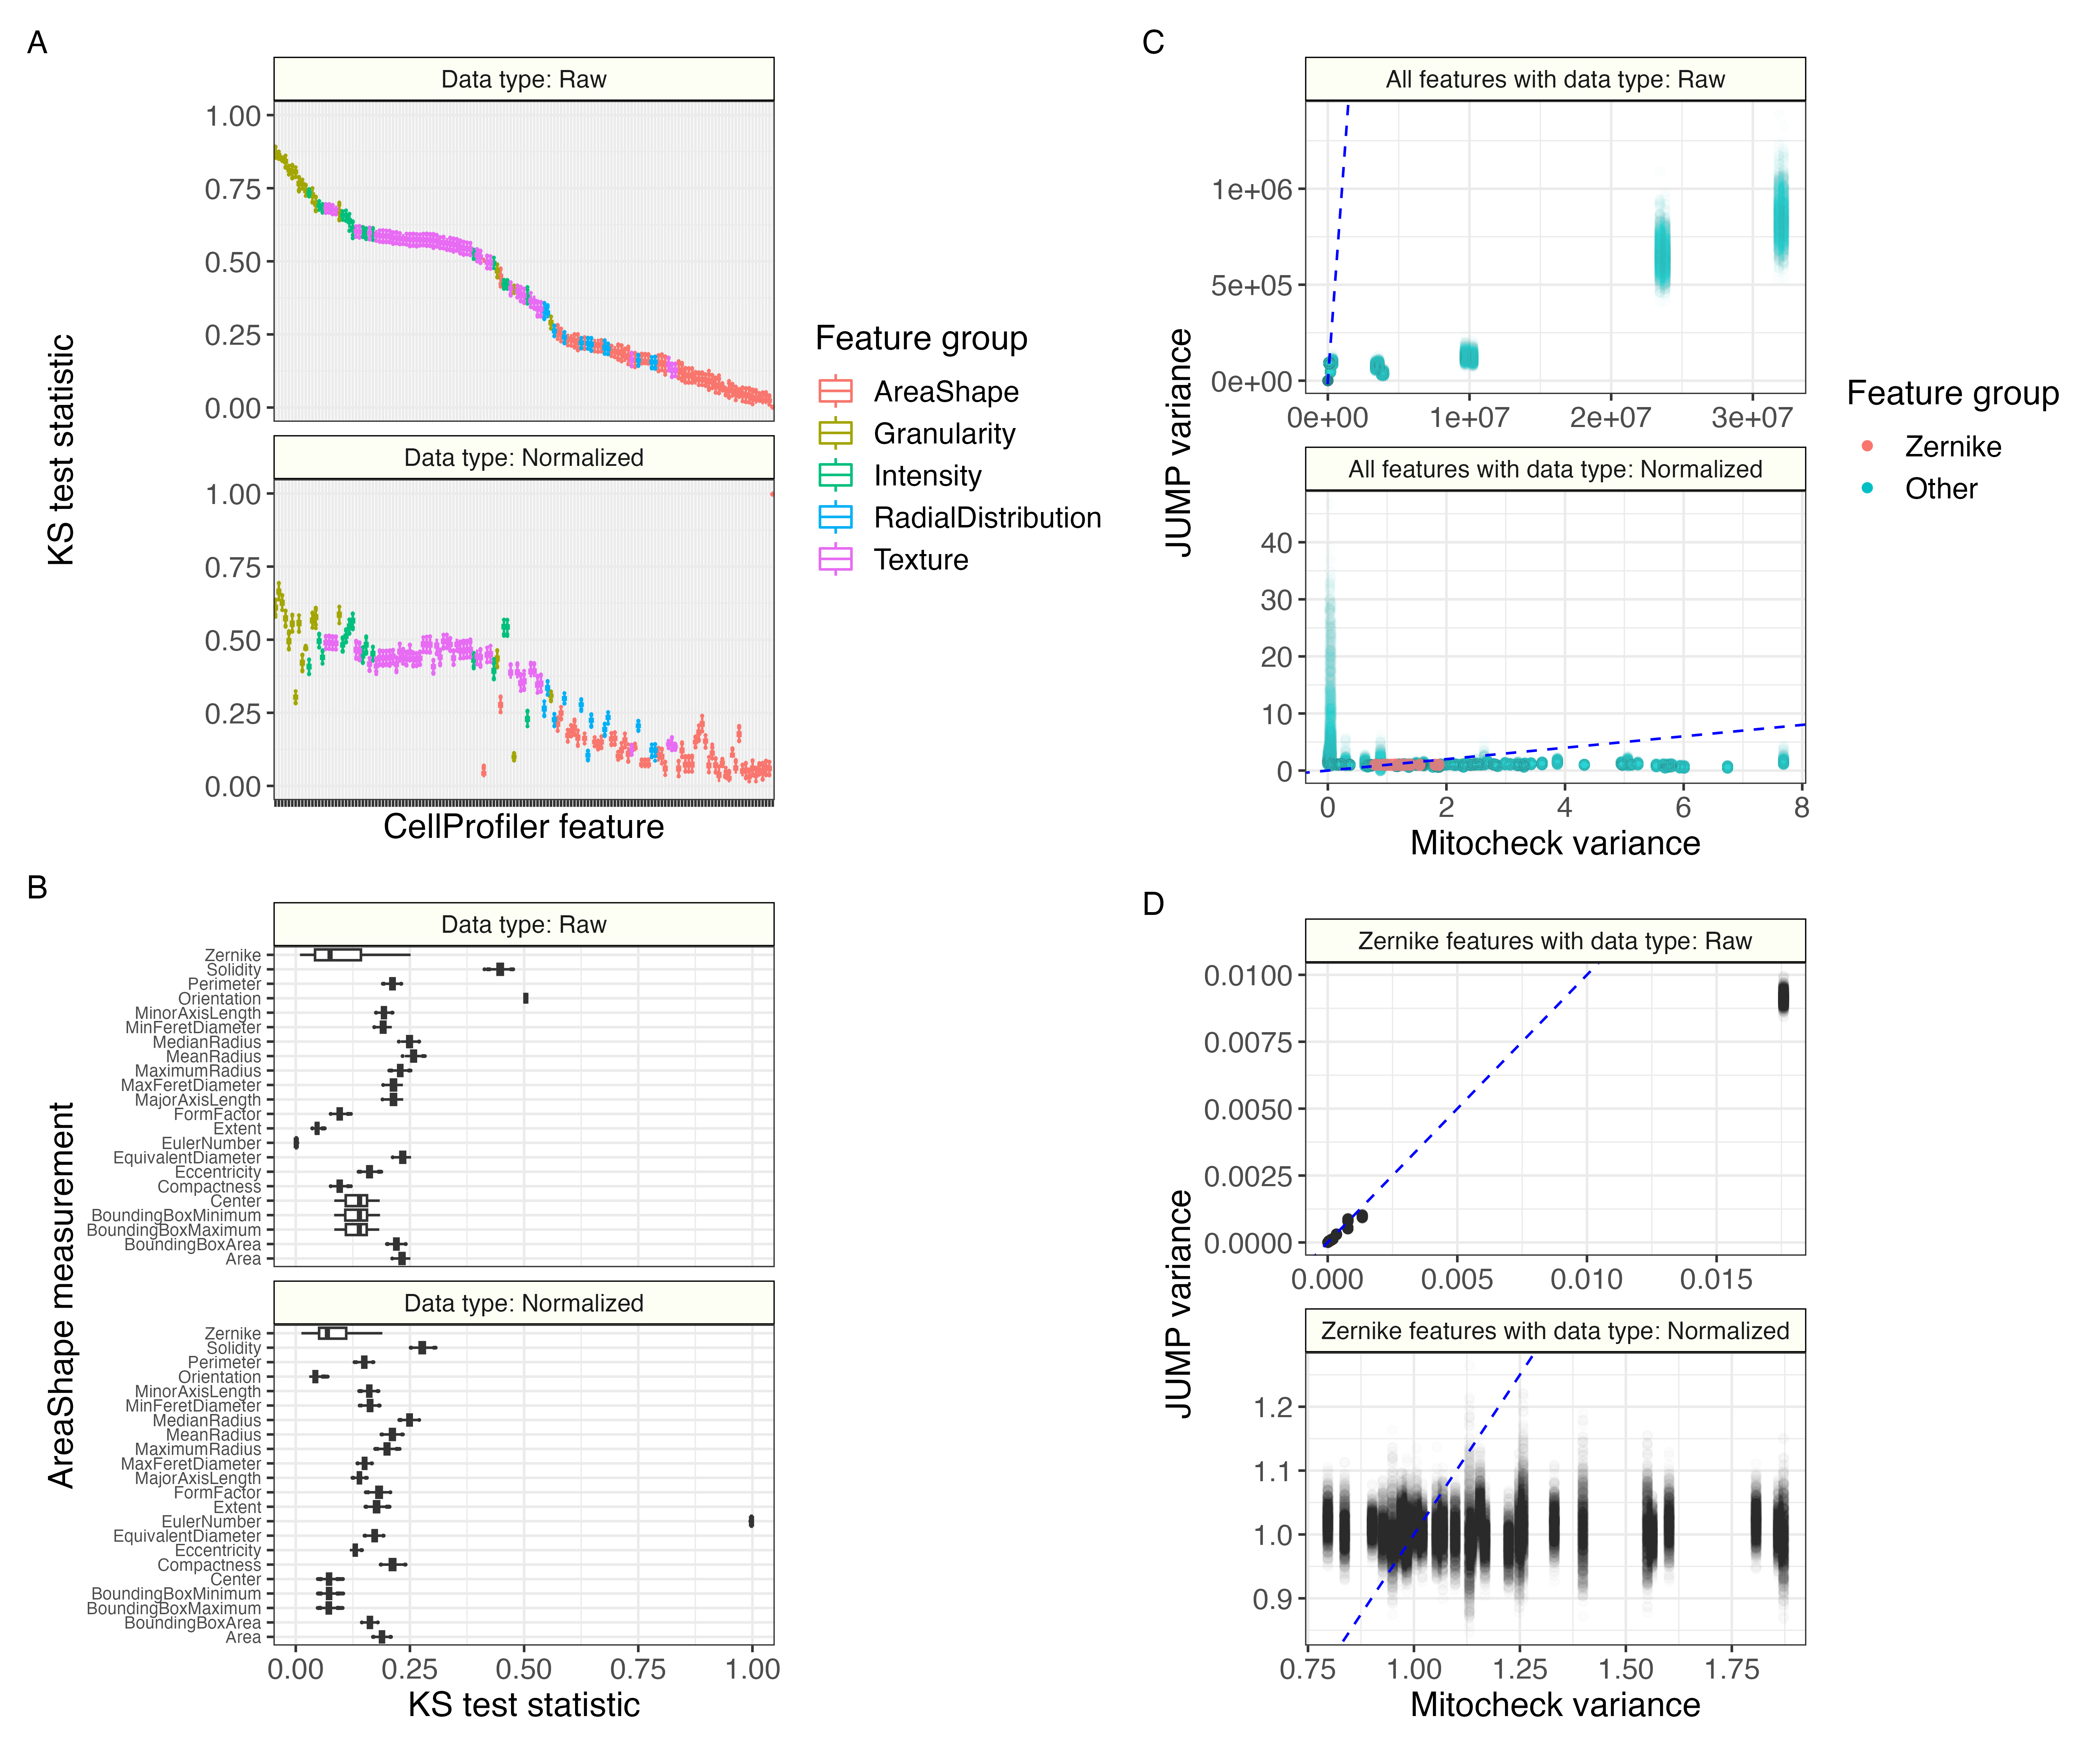 A
Data type: Raw
1.00
0.75
0.50
0.25
0.00
Data type: Normalized
1.00
0.75
0.50
0.25
0.00
KS test statistic
CellProfiler feature
Feature group
AreaShape
Granularity
Intensity
RadialDistribution
Texture
B
Data type: Raw
Zernike
Solidity
Perimeter
Orientation
MinorAxisLength
MinFeretDiameter
MedianRadius
MeanRadius
MaximumRadius
MaxFeretDiameter
MajorAxisLength
FormFactor
Extent
EulerNumber
EquivalentDiameter
Eccentricity
Compactness
Center
BoundingBoxMinimum
BoundingBoxMaximum
BoundingBoxArea
Area
Data type: Normalized
Zernike
Solidity
Perimeter
Orientation
MinorAxisLength
MinFeretDiameter
MedianRadius
MeanRadius
MaximumRadius
MaxFeretDiameter
MajorAxisLength
FormFactor
Extent
EulerNumber
EquivalentDiameter
Eccentricity
Compactness
Center
BoundingBoxMinimum
BoundingBoxMaximum
BoundingBoxArea
Area
AreaShape measurement
0.00 0.25 0.50 0.75 1.00
KS test statistic
C
All features with data type: Raw
1e+06
5e+05
0e+00
0e+00 1e+07 2e+07 3e+07
All features with data type: Normalized
40
30
20
10
0
0 2 4 6 8
JUMP variance
Mitocheck variance
Feature group
Zernike
Other
D
Zernike features with data type: Raw
0.0100
0.0075
0.0050
0.0025
0.0000
0.000 0.005 0.010 0.015
Zernike features with data type: Normalized
1.2
1.1
1.0
0.9
0.75 1.00 1.25 1.50 1.75
JUMP variance
Mitocheck variance